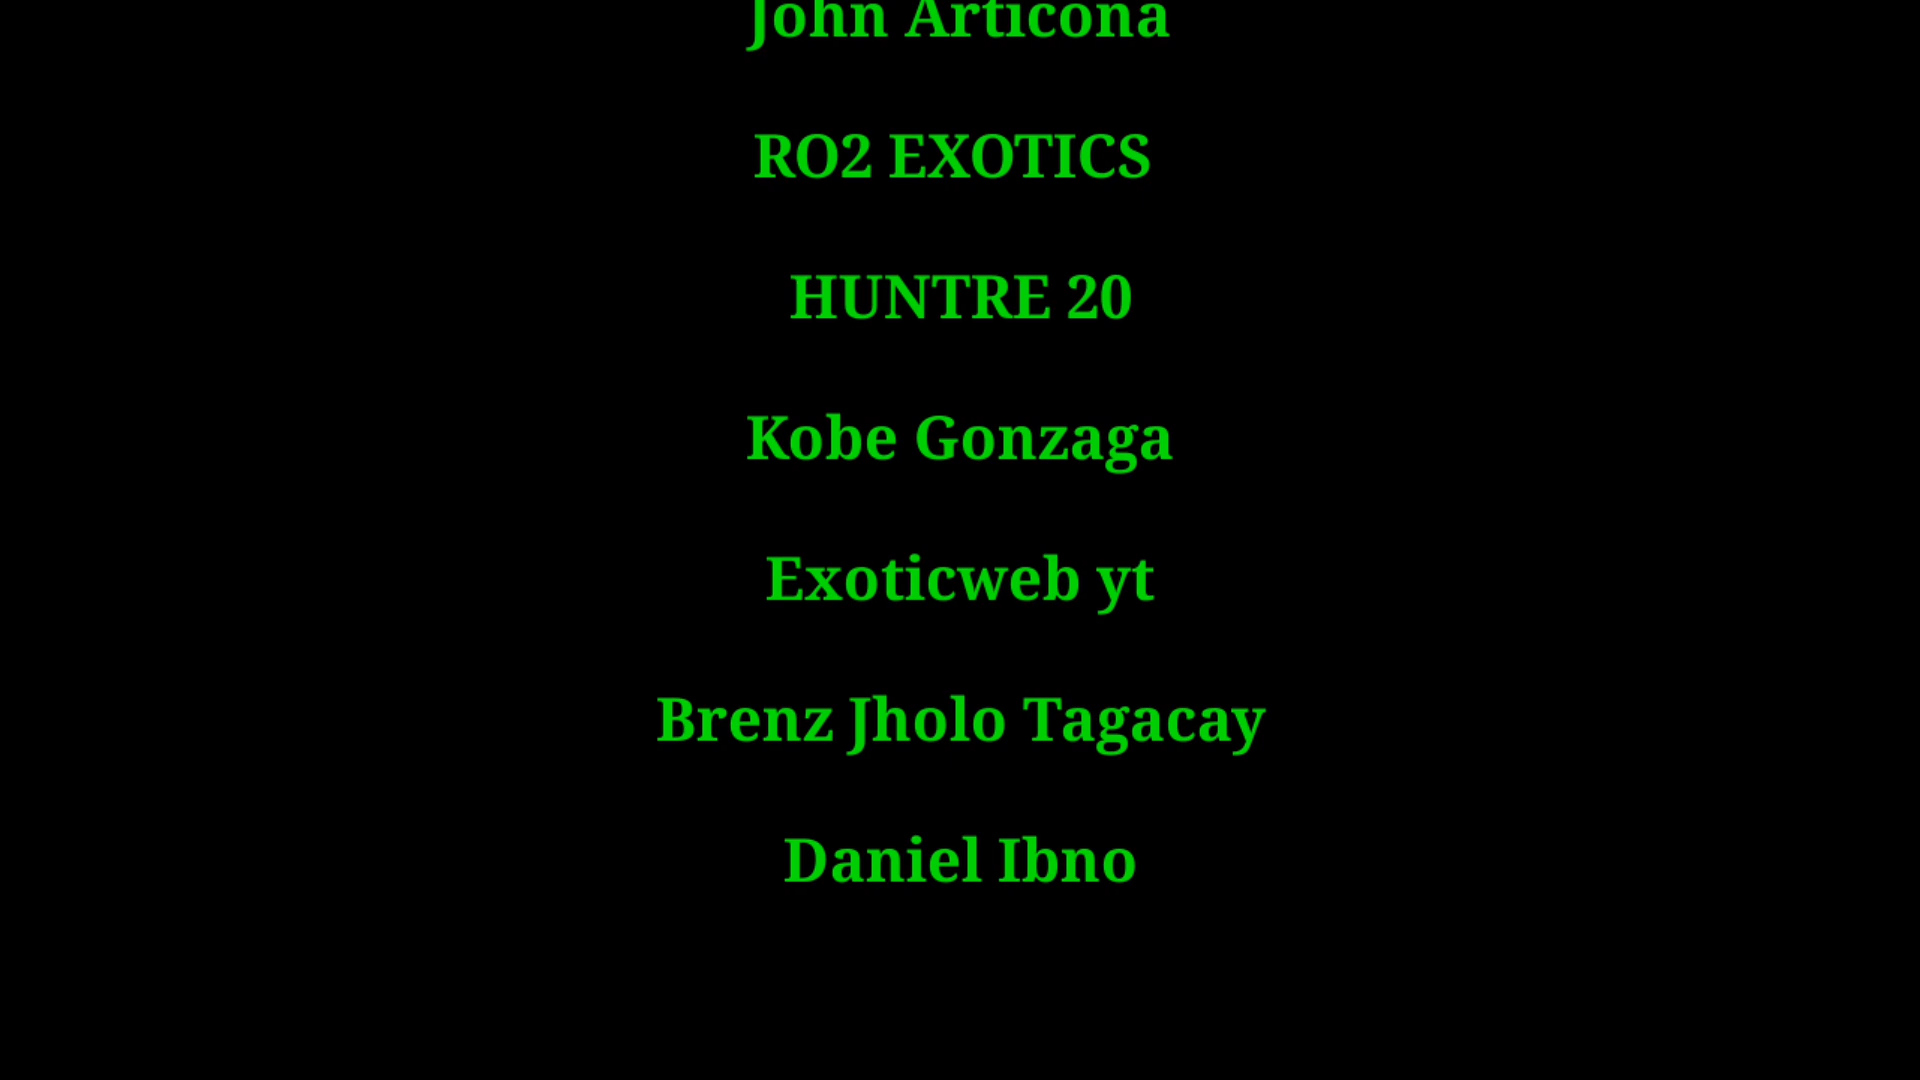 John Articona
RO2 EXOTICS
HUNTRE 20
Kobe Gonzaga
Exoticweb yt
Brenz Jholo Tagacay
Daniel Ibno